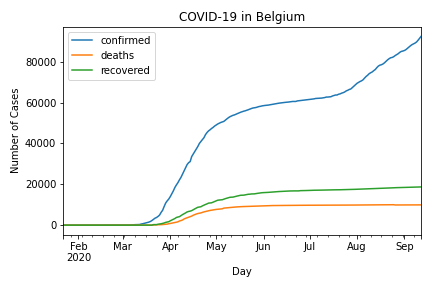 COVID-19 in Belgium
confirmed
deaths
recovered
Number of Cases
80000
60000
40000
20000
0
Feb Mar Apr May Jun Jul Aug Sep
2020
Day